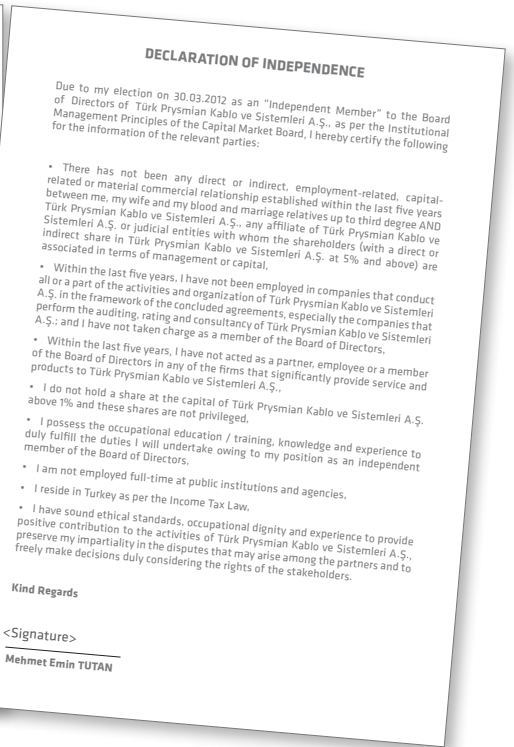 DECLARATION OF INDEPENDENCE
Due to my election on 30.03.2012 as an “Independent Member” to the Board
of Directors of Türk Prysmian Kablo ve Sistemleri A.Ş., as per the Institutional
Management Principles of the Capital Market Board, I hereby certify the following
for the information of the relevant parties:
• There has not been any direct or indirect, employment-related, capital-
related or material commercial relationship established within the last five years
between me, my wife and my blood and marriage relatives up to third degree AND
Türk Prysmian Kablo ve Sistemleri A.Ş., any affiliate of Türk Prysmian Kablo ve
Sistemleri A.Ş. or judicial entities with whom the shareholders (with a direct or
indirect share in Türk Prysmian Kablo ve Sistemleri A.Ş. at 5% and above) are
associated in terms of management or capital,
• Within the last five years, I have not been employed in companies that conduct
all or a part of the activities and organization of Türk Prysmian Kablo ve Sistemleri
A.Ş. in the framework of the concluded agreements, especially the companies that
perform the auditing, rating and consultancy of Türk Prysmian Kablo ve Sistemleri
A.Ş.; and I have not taken charge as a member of the Board of Directors,
• Within the last five years, I have not acted as a partner, employee or a member
of the Board of Directors in any of the firms that significantly provide service and
products to Türk Prysmian Kablo ve Sistemleri A.Ş.,
• I do not hold a share at the capital of Türk Prysmian Kablo ve Sistemleri A.Ş.
above 1% and these shares are not privileged,
• I possess the occupational education / training, knowledge and experience to
duly fulfill the duties I will undertake owing to my position as an independent
member of the Board of Directors,
• I am not employed full-time at public institutions and agencies,
• I reside in Turkey as per the Income Tax Law,
• I have sound ethical standards, occupational dignity and experience to provide
positive contribution to the activities of Türk Prysmian Kablo ve Sistemleri A.Ş.,
preserve my impartiality in the disputes that may arise among the partners and to
freely make decisions duly considering the rights of the stakeholders.
Kind Regards
<Signature>
Mehmet Emin TUTAN